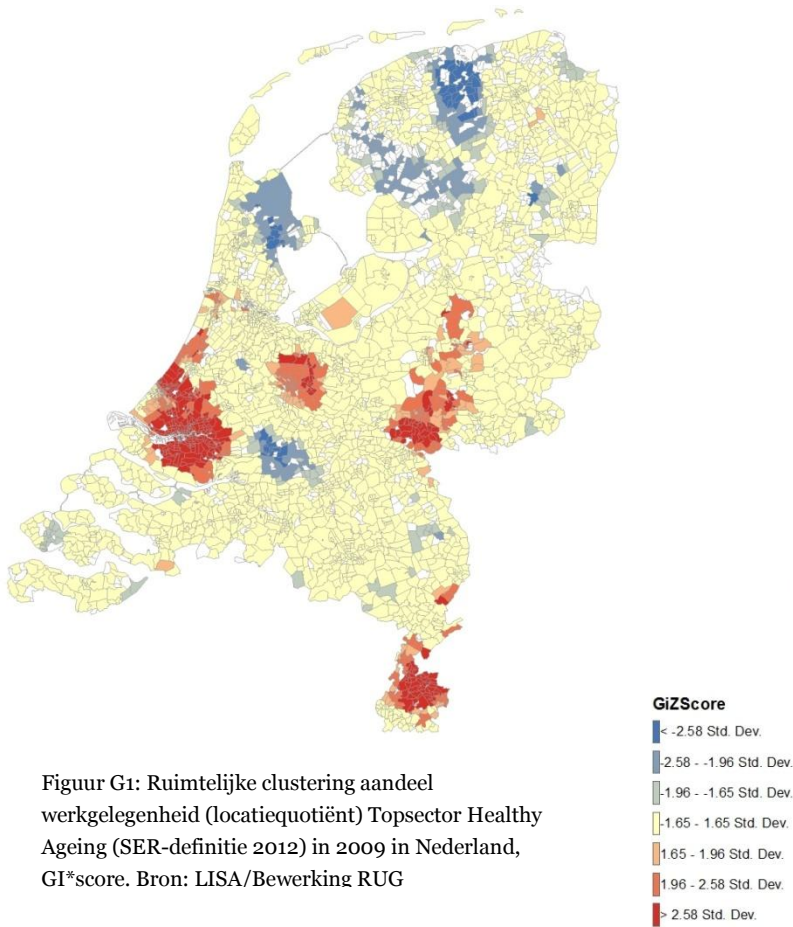 GiZScore
< -2.58 Std. Dev.
-2.58 - -1.96 Std. Dev.
-1.96 - -1.65 Std. Dev.
-1.65 - 1.65 Std. Dev.
1.65 - 1.96 Std. Dev.
1.96 - 2.58 Std. Dev.
> 2.58 Std. Dev.
Figuur G1: Ruimtelijke clustering aandeel
werkgelegenheid (locatiequotiënt) Topsector Healthy
Ageing (SER-definitie 2012) in 2009 in Nederland,
GI*score. Bron: LISA/Bewerking RUG